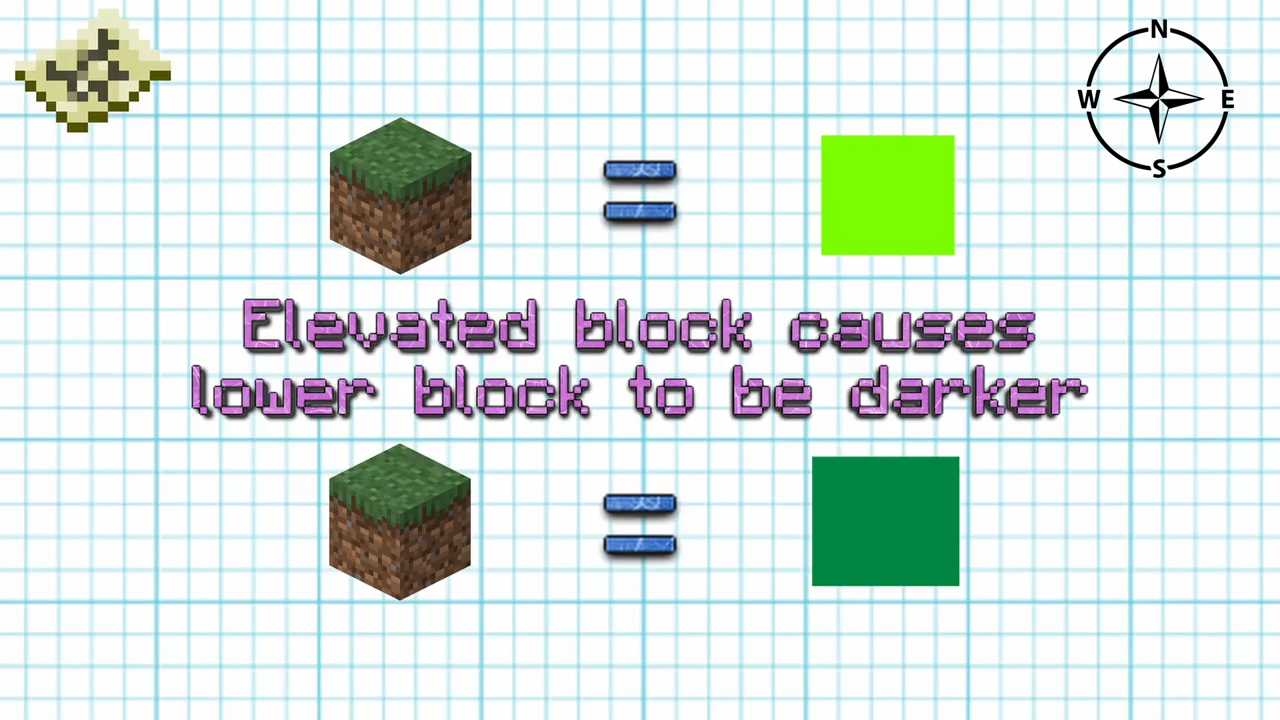 N
W E
S
=
Elevated block causes
lower block to be darker
=